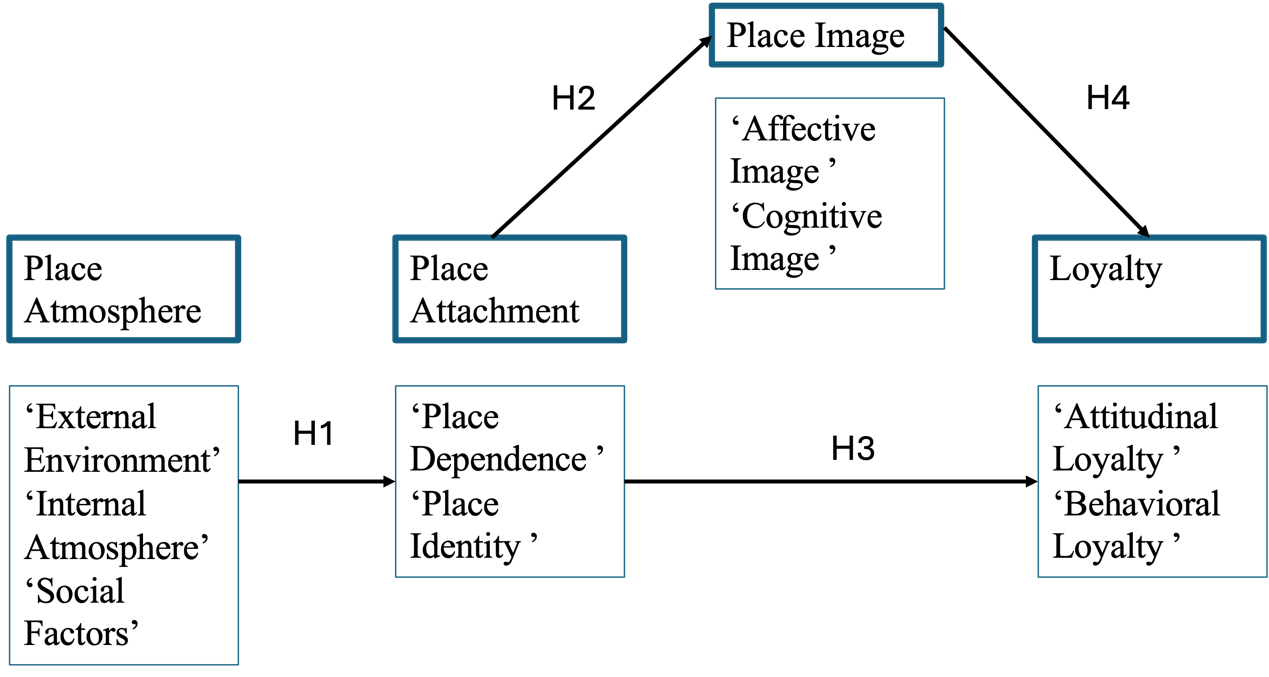 Place Image
H2
H4
‘Affective
Image ’
‘Cognitive
Image ’
Place
Atmosphere
Place
Attachment
Loyalty
‘External
Environment’
‘Internal
Atmosphere’
‘Social
Factors’
H1
‘Place
Dependence ’
‘Place
Identity ’
H3
‘Attitudinal
Loyalty ’
‘Behavioral
Loyalty ’